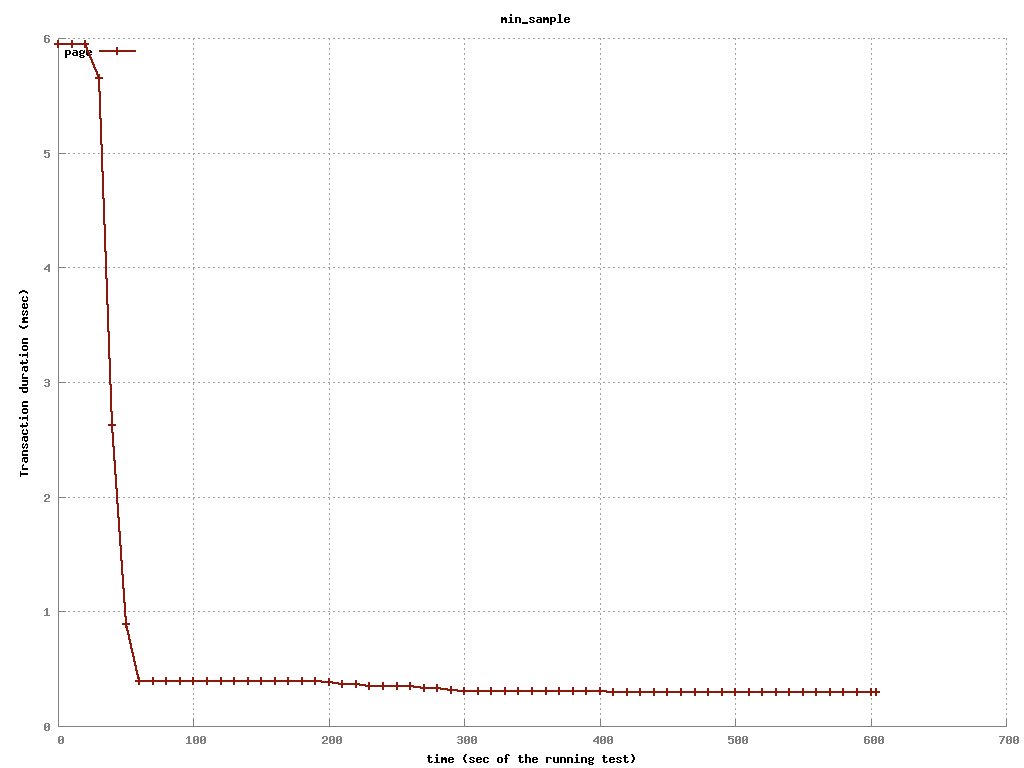 min_sample
page
6
5
4
3
2
1
0
Transaction duration (msec)
0 100 200 300 400 500 600 700
time (sec of the running test)